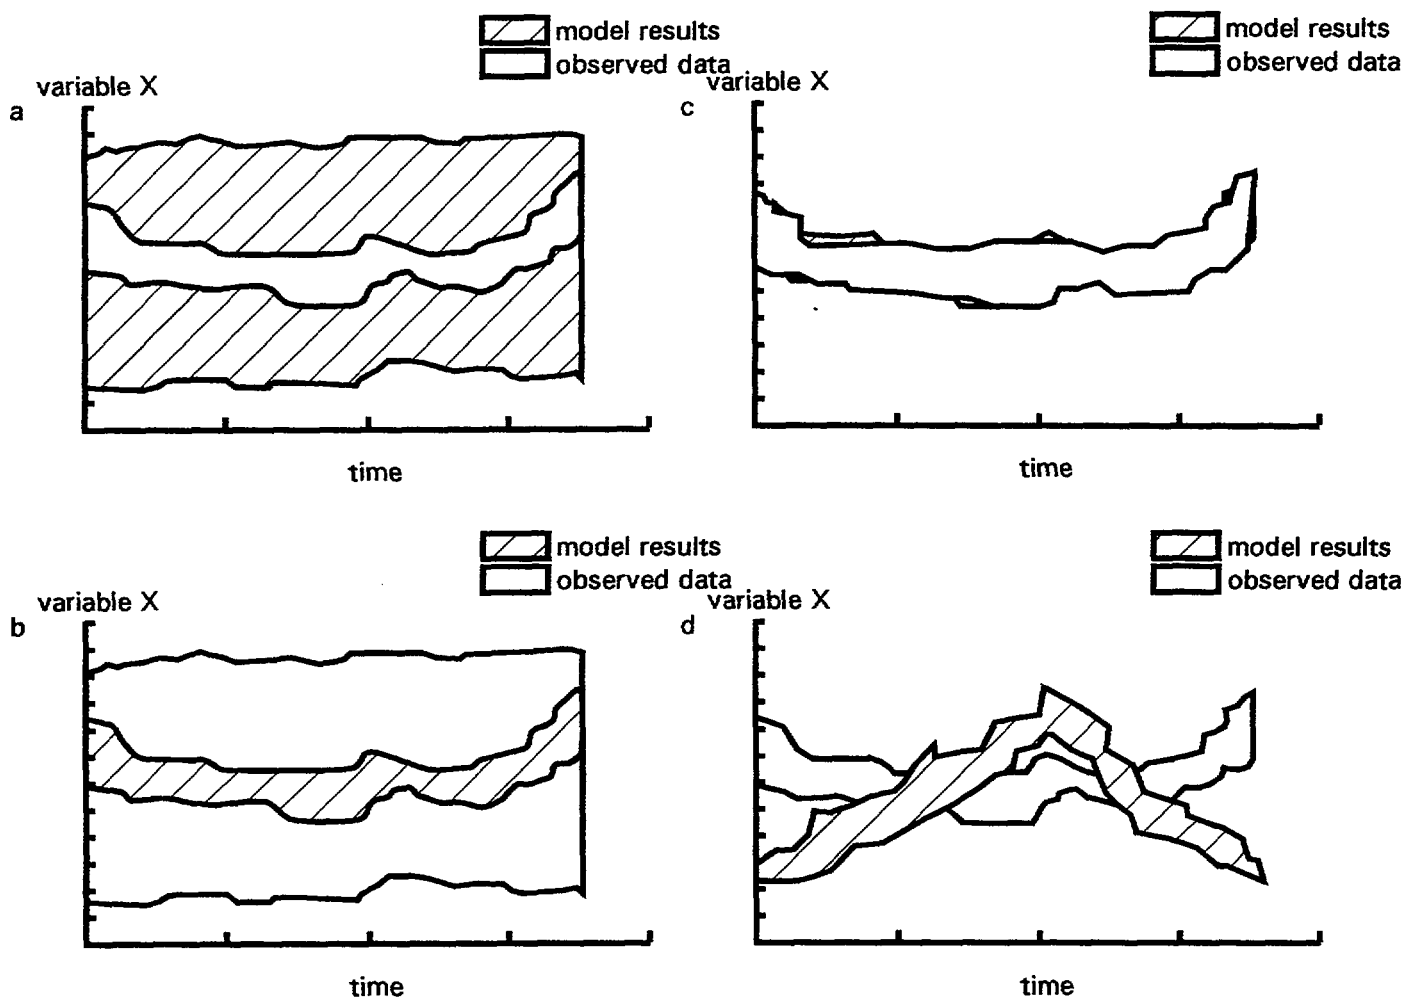 model results
observed data
variable X
a
time
model results
observed data
variable X
c
time
model results
observed data
variable X
b
time
model results
observed data
variable X
d
time